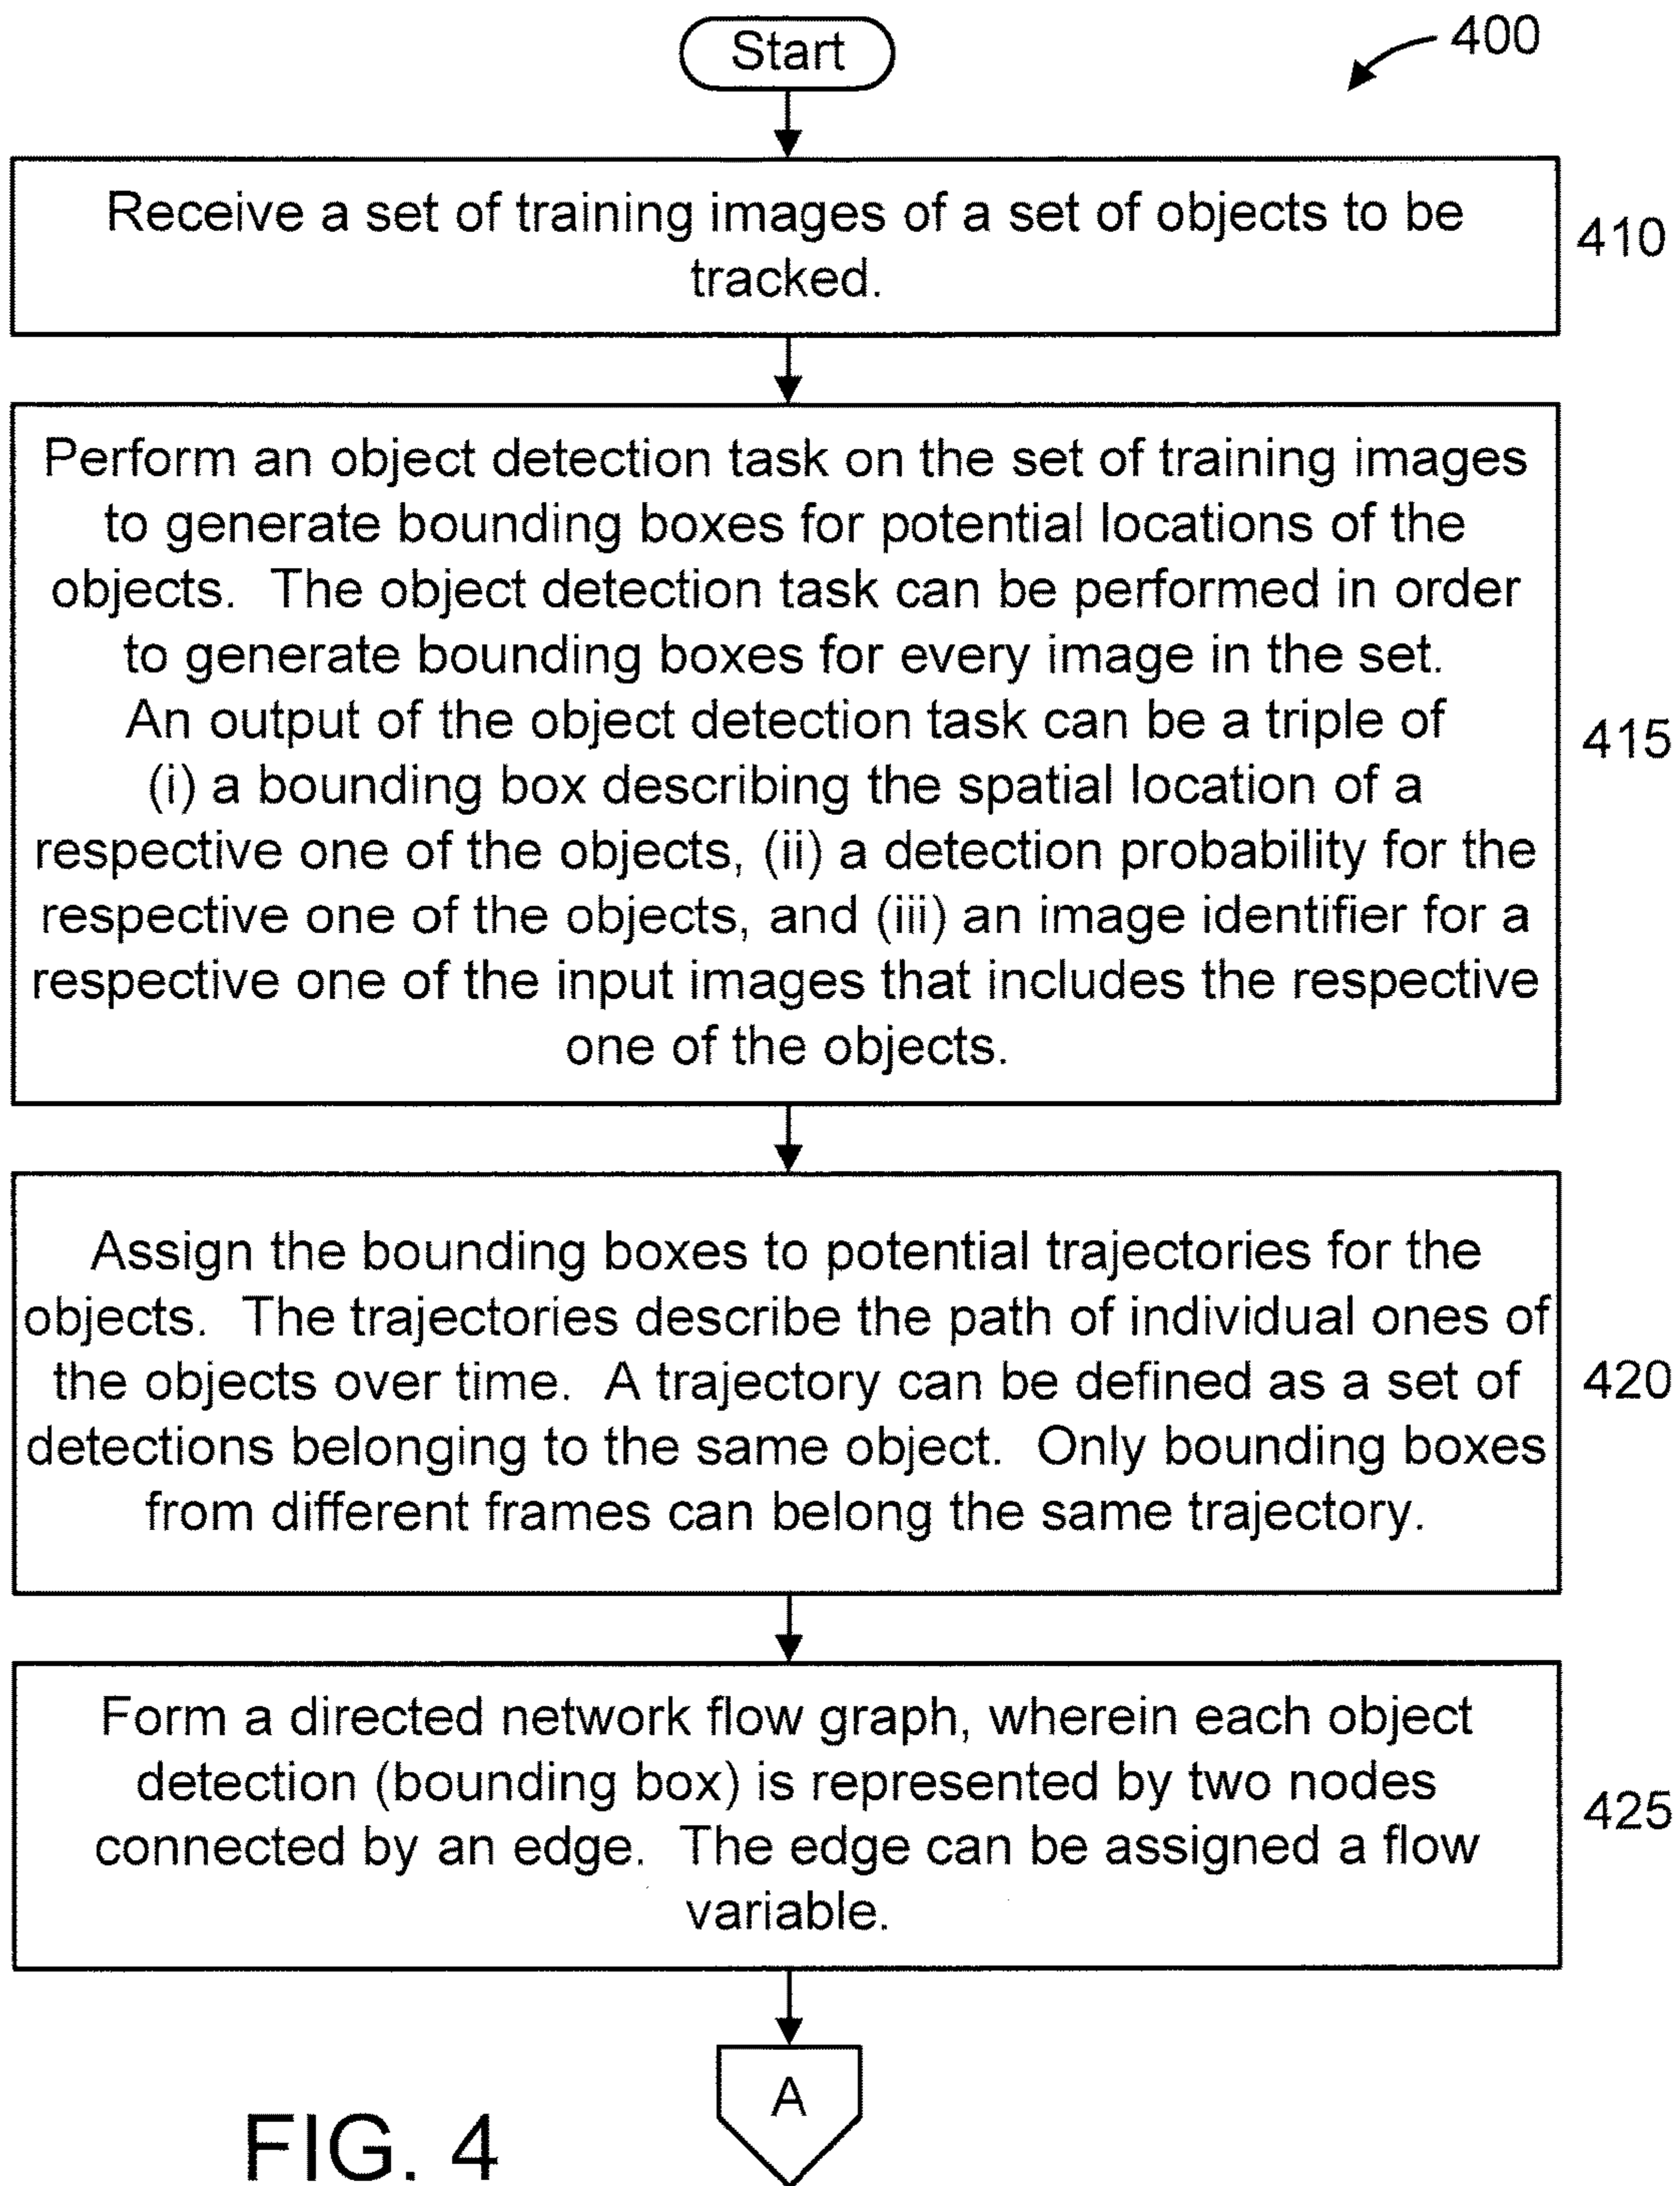 Start
400
Receive a set of training images of a set of objects to be
tracked.
410
Perform an object detection task on the set of training images
to generate bounding boxes for potential locations of the
objects.  The object detection task can be performed in order
to generate bounding boxes for every image in the set.
An output of the object detection task can be a triple of
(i) a bounding box describing the spatial location of a
respective one of the objects, (ii) a detection probability for the
respective one of the objects, and (iii) an image identifier for a
respective one of the input images that includes the respective
one of the objects.
415
Assign the bounding boxes to potential trajectories for the
objects.  The trajectories describe the path of individual ones of
the objects over time.  A trajectory can be defined as a set of
detections belonging to the same object.  Only bounding boxes
from different frames can belong the same trajectory.
420
Form a directed network flow graph, wherein each object
detection (bounding box) is represented by two nodes
connected by an edge.  The edge can be assigned a flow
variable.
425
A
FIG. 4